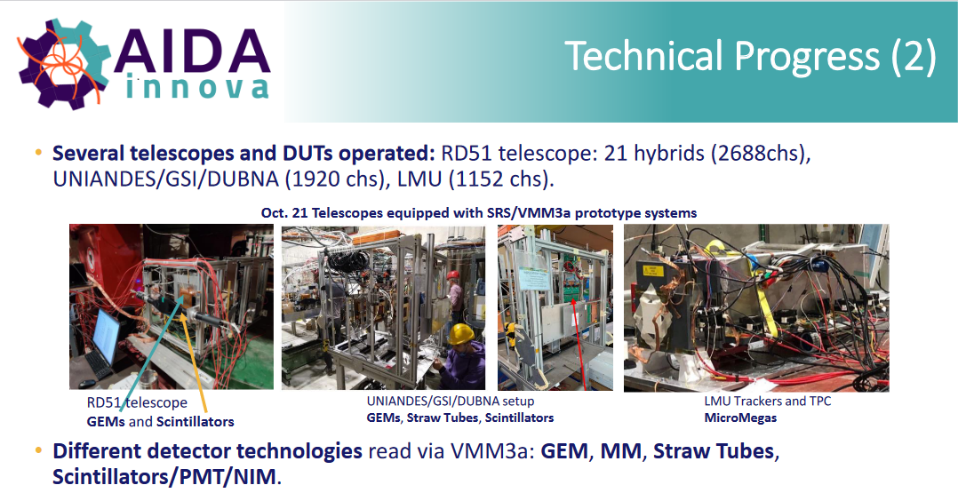 AIDA
innova
Technical Progress (2)
• Several telescopes and DUTs operated: RD51 telescope: 21 hybrids (2688chs),
UNIANDES/GSI/DUBNA (1920 chs), LMU (1152 chs).
Oct. 21 Telescopes equipped with SRS/VMM3a prototype systems
RD51 telescope
GEMs and Scintillators
UNIANDES/GSI/DUBNA setup
GEMs, Straw Tubes, Scintillators
LMU Trackers and TPC
MicroMegas
• Different detector technologies read via VMM3a: GEM, MM, Straw Tubes,
Scintillators/PMT/NIM.